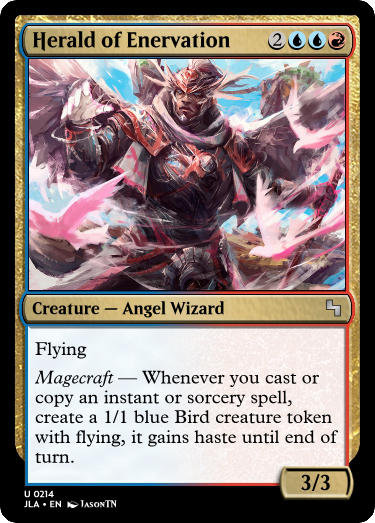 Herald of Enervation 2
Creature — Angel Wizard
Flying
Magecraft — Whenever you cast or
copy an instant or sorcery spell,
create a 1/1 blue Bird creature token
with flying, it gains haste until end of
turn.
3/3
U 0214
JLA • EN JASONTN